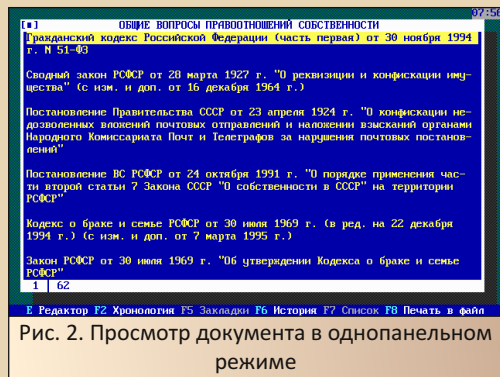 07:56
[■] ОБЩИЕ ВОПРОСЫ ПРАВООТНОШЕНИЙ СОБСТВЕННОСТИ
Гражданский кодекс Российской Федерации (часть первая) от 30 ноября 1994
г. N 51-ФЗ
Сводный закон РСФСР от 28 марта 1927 г. "О реквизиции и конфискации иму-
щества" (с изм. и доп. от 16 декабря 1964 г.)
Постановление Правительства СССР от 23 апреля 1924 г. "О конфискации не-
дозволенных вложений почтовых отправлений и наложении взысканий органами
Народного Комиссариата Почт и Телеграфов за нарушения почтовых постанов-
лений"
Постановление ВС РСФСР от 24 октября 1991 г. "О порядке применения час-
ти второй статьи 7 Закона СССР "О собственности в СССР" на территории
РСФСР"
Кодекс о браке и семье РСФСР от 30 июля 1969 г. (в ред. на 22 декабря
1994 г.) (с изм. и доп. от 7 марта 1995 г.)
Закон РСФСР от 30 июля 1969 г. "Об утверждении Кодекса о браке и семье
РСФСР"
1 | 62
E Редактор F2 Хронология F5 Закладки F6 История F7 Список F8 Печать в файл
Рис. 2. Просмотр документа в однопанельном
режиме